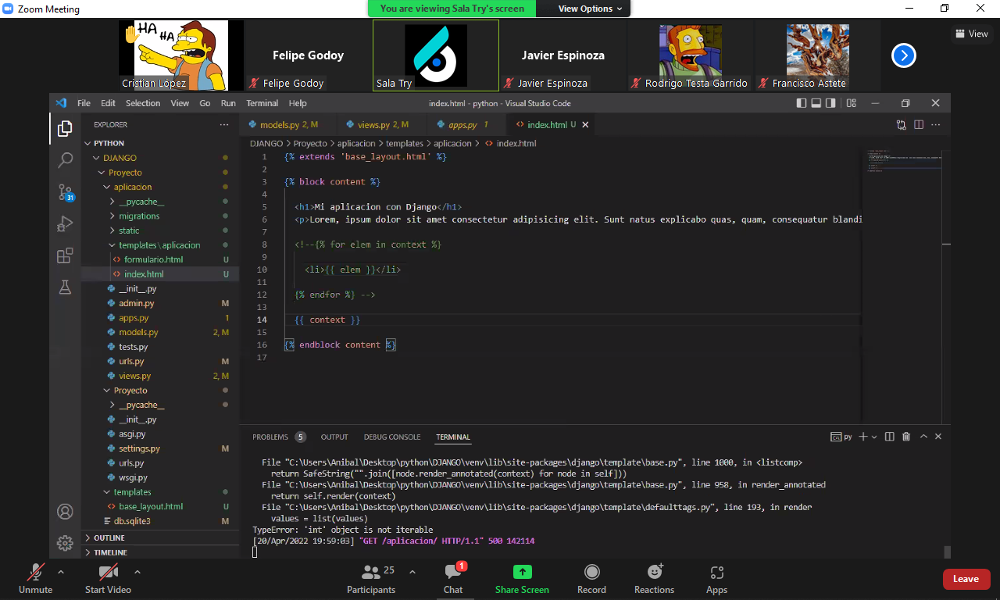 Zoom Meeting
You are viewing Sala Try's screen
View Options
View
HA HA HA
Cristian López
Felipe Godoy
Felipe Godoy
Sala Try
Javier Espinoza
Javier Espinoza
Rodrigo Testa Garrido
Francisco Astete
File Edit Selection View Go Run Terminal Help
index.html - python - Visual Studio Code
EXPLORER
PYTHON
DJANGO
Proyecto
aplicacion
__pycache__
migrations
static
templates\aplicacion
formulario.html U
index.html U
__init__.py
admin.py M
apps.py 1
models.py 2, M
tests.py
urls.py M
views.py 2, M
Proyecto
__pycache__
__init__.py
asgi.py
settings.py M
urls.py
wsgi.py
templates
base_layout.html U
db.sqlite3 M
OUTLINE
TIMELINE
31
models.py 2, M views.py 2, M apps.py 1 index.html U
DJANGO > Proyecto > aplicacion > templates > aplicacion > index.html
1 {% extends 'base_layout.html' %}
2
3 {% block content %}
4
5 <h1>Mi aplicacion con Django</h1>
6 <p>Lorem, ipsum dolor sit amet consectetur adipisicing elit. Sunt natus explicabo quas, quam, consequatur blandi
7
8 <!--{% for elem in context %}
9
10 <li>{{ elem }}</li>
11
12 {% endfor %} -->
13
14 {{ context }}
15
16 {% endblock content %}
17
PROBLEMS 5 OUTPUT DEBUG CONSOLE TERMINAL
py
File "C:\Users\Anibal\Desktop\python\DJANGO\venv\lib\site-packages\django\template\base.py", line 1000, in <listcomp>
return SafeString("".join([node.render_annotated(context) for node in self]))
File "C:\Users\Anibal\Desktop\python\DJANGO\venv\lib\site-packages\django\template\base.py", line 958, in render_annotated
return self.render(context)
File "C:\Users\Anibal\Desktop\python\DJANGO\venv\lib\site-packages\django\template\defaulttags.py", line 193, in render
values = list(values)
TypeError: 'int' object is not iterable
[20/Apr/2022 19:59:03] "GET /aplicacion/ HTTP/1.1" 500 142114
Unmute
Start Video
25
Participants
1
Chat
Share Screen
Record
Reactions
Apps
Leave